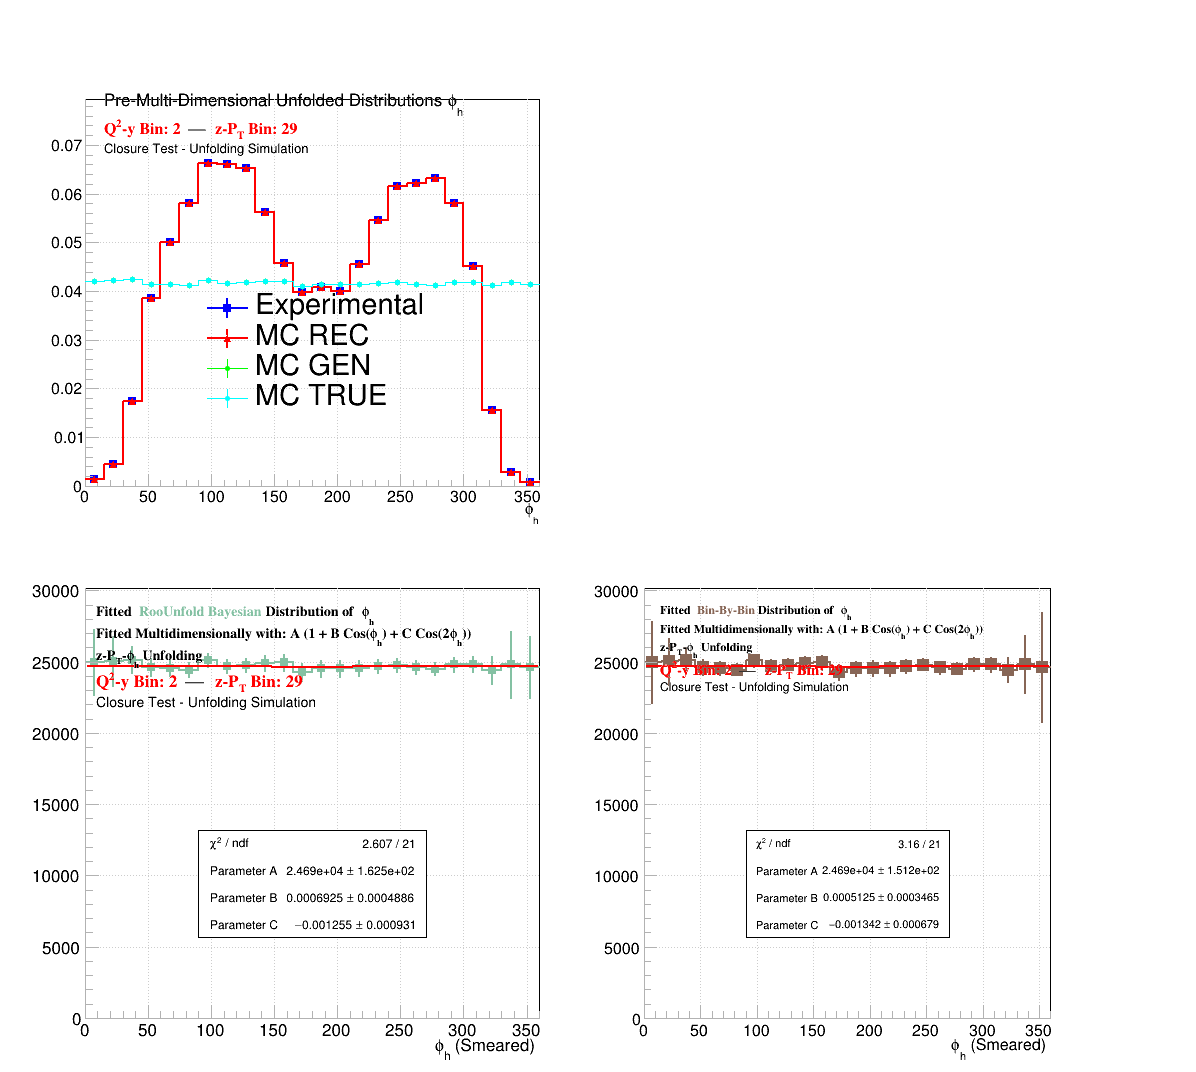 Pre-Multi-Dimensional Unfolded Distributions ϕh
Q²-y Bin: 2 — z-PT Bin: 29
Closure Test - Unfolding Simulation
0.07
0.06
0.05
0.04
0.03
0.02
0.01
0
Experimental
MC REC
MC GEN
MC TRUE
0 50 100 150 200 250 300 350
ϕh
30000
25000
20000
15000
10000
5000
0
Fitted RooUnfold Bayesian Distribution of ϕh
Fitted Multidimensionally with: A (1 + B Cos(ϕh) + C Cos(2ϕh))
z-PT-ϕh Unfolding
Q²-y Bin: 2 — z-PT Bin: 29
Closure Test - Unfolding Simulation
χ² / ndf 2.607 / 21
Parameter A 2.469e+04 ± 1.625e+02
Parameter B 0.0006925 ± 0.0004886
Parameter C −0.001255 ± 0.000931
0 50 100 150 200 250 300 350
ϕh (Smeared)
30000
25000
20000
15000
10000
5000
0
Fitted Bin-By-Bin Distribution of ϕh
Fitted Multidimensionally with: A (1 + B Cos(ϕh) + C Cos(2ϕh))
z-PT-ϕh Unfolding
Q²-y Bin: 2 — z-PT Bin: 29
Closure Test - Unfolding Simulation
χ² / ndf 3.16 / 21
Parameter A 2.469e+04 ± 1.512e+02
Parameter B 0.0005125 ± 0.0003465
Parameter C −0.001342 ± 0.000679
0 50 100 150 200 250 300 350
ϕh (Smeared)